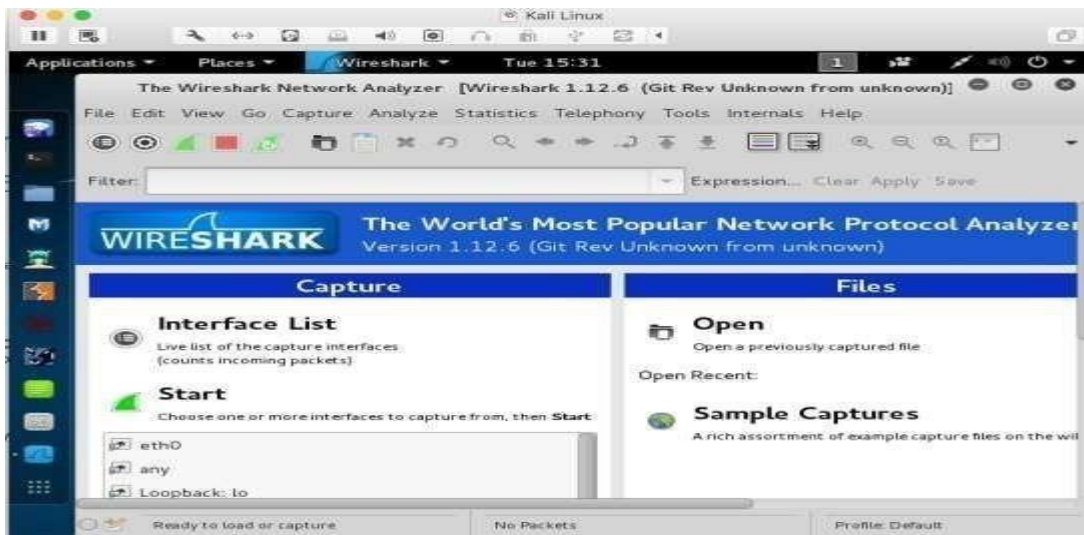 Kali Linux
Applications Places Wireshark Tue 15:31 1
The Wireshark Network Analyzer [Wireshark 1.12.6 (Git Rev Unknown from unknown)]
File Edit View Go Capture Analyze Statistics Telephony Tools Internals Help
Filter: Expression... Clear Apply Save
WIRESHARK
The World's Most Popular Network Protocol Analyzer
Version 1.12.6 (Git Rev Unknown from unknown)
Capture
Interface List
Live list of the capture interfaces
(counts incoming packets)
Start
Choose one or more interfaces to capture from, then Start
eth0
any
Loopback: lo
Files
Open
Open a previously captured file
Open Recent:
Sample Captures
A rich assortment of example capture files on the wi
Ready to load or capture No Packets Profile: Default